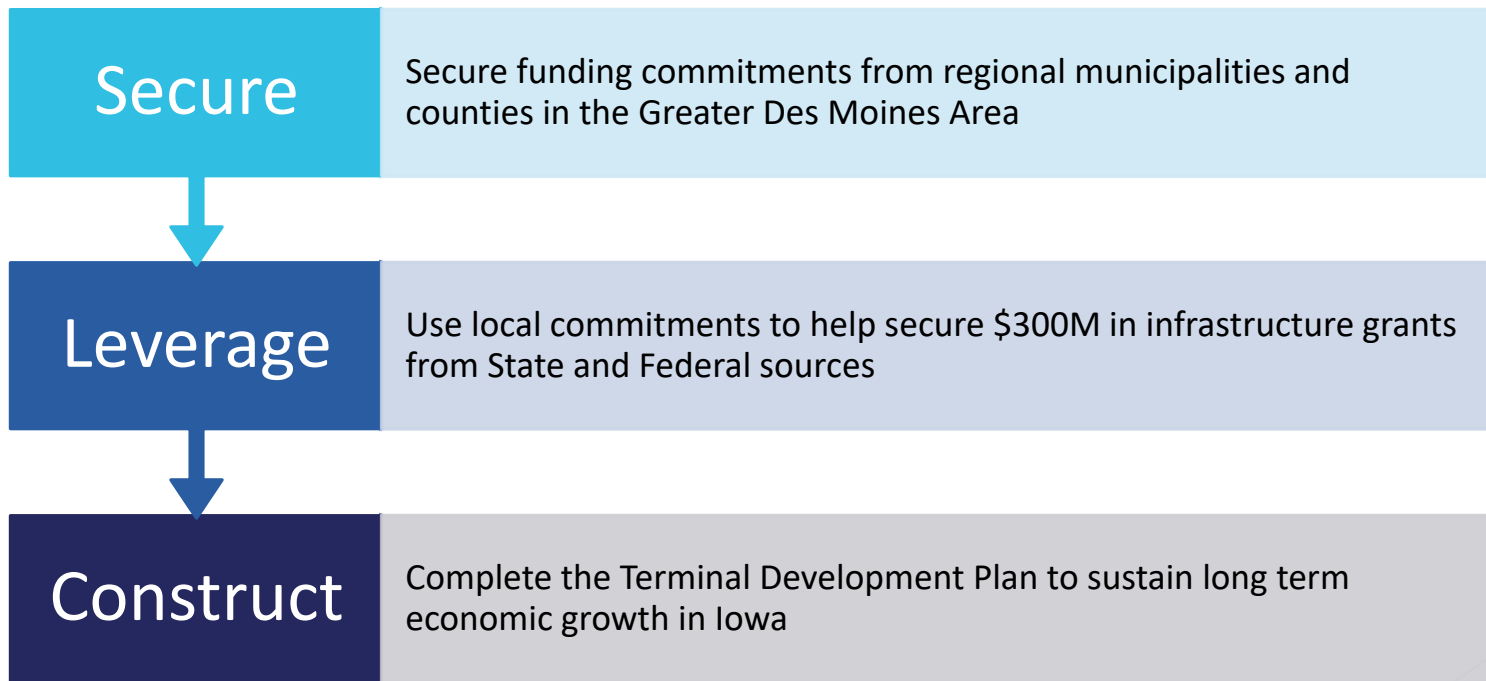 Secure
Secure funding commitments from regional municipalities and
counties in the Greater Des Moines Area
Leverage
Use local commitments to help secure $300M in infrastructure grants
from State and Federal sources
Construct
Complete the Terminal Development Plan to sustain long term
economic growth in Iowa